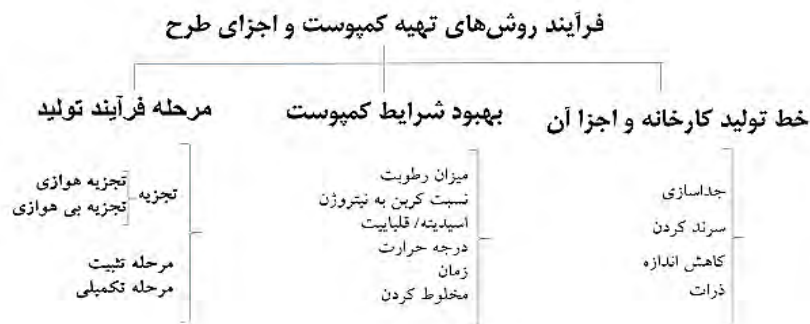 فرآیند روش‌های تهیه کمپوست و اجزای طرح
خط تولید کارخانه و اجزا آن
جداسازی
سرند کردن
کاهش اندازه
ذرات
بهبود شرایط کمپوست
میزان رطوبت
نسبت کربن به نیتروژن
اسیدیته/ قلیاییت
درجه حرارت
زمان
مخلوط کردن
مرحله فرآیند تولید
تجزیه
تجزیه هوازی
تجزیه بی هوازی
مرحله تثبیت
مرحله تکمیلی